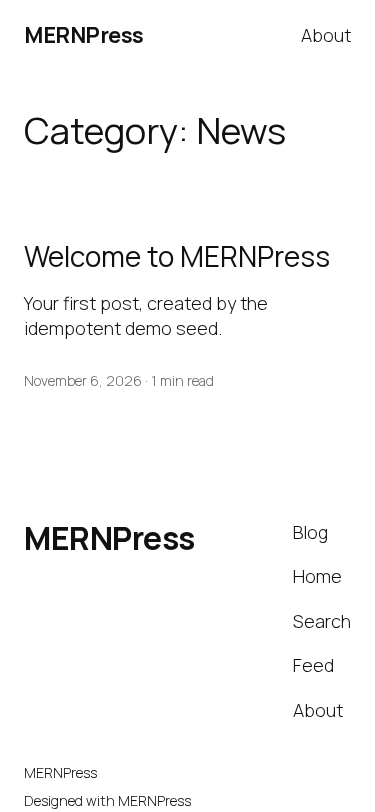 MERNPress
About
Category: News
Welcome to MERNPress
Your first post, created by the
idempotent demo seed.
November 6, 2026 · 1 min read
MERNPress
Blog
Home
Search
Feed
About
MERNPress
Designed with MERNPress